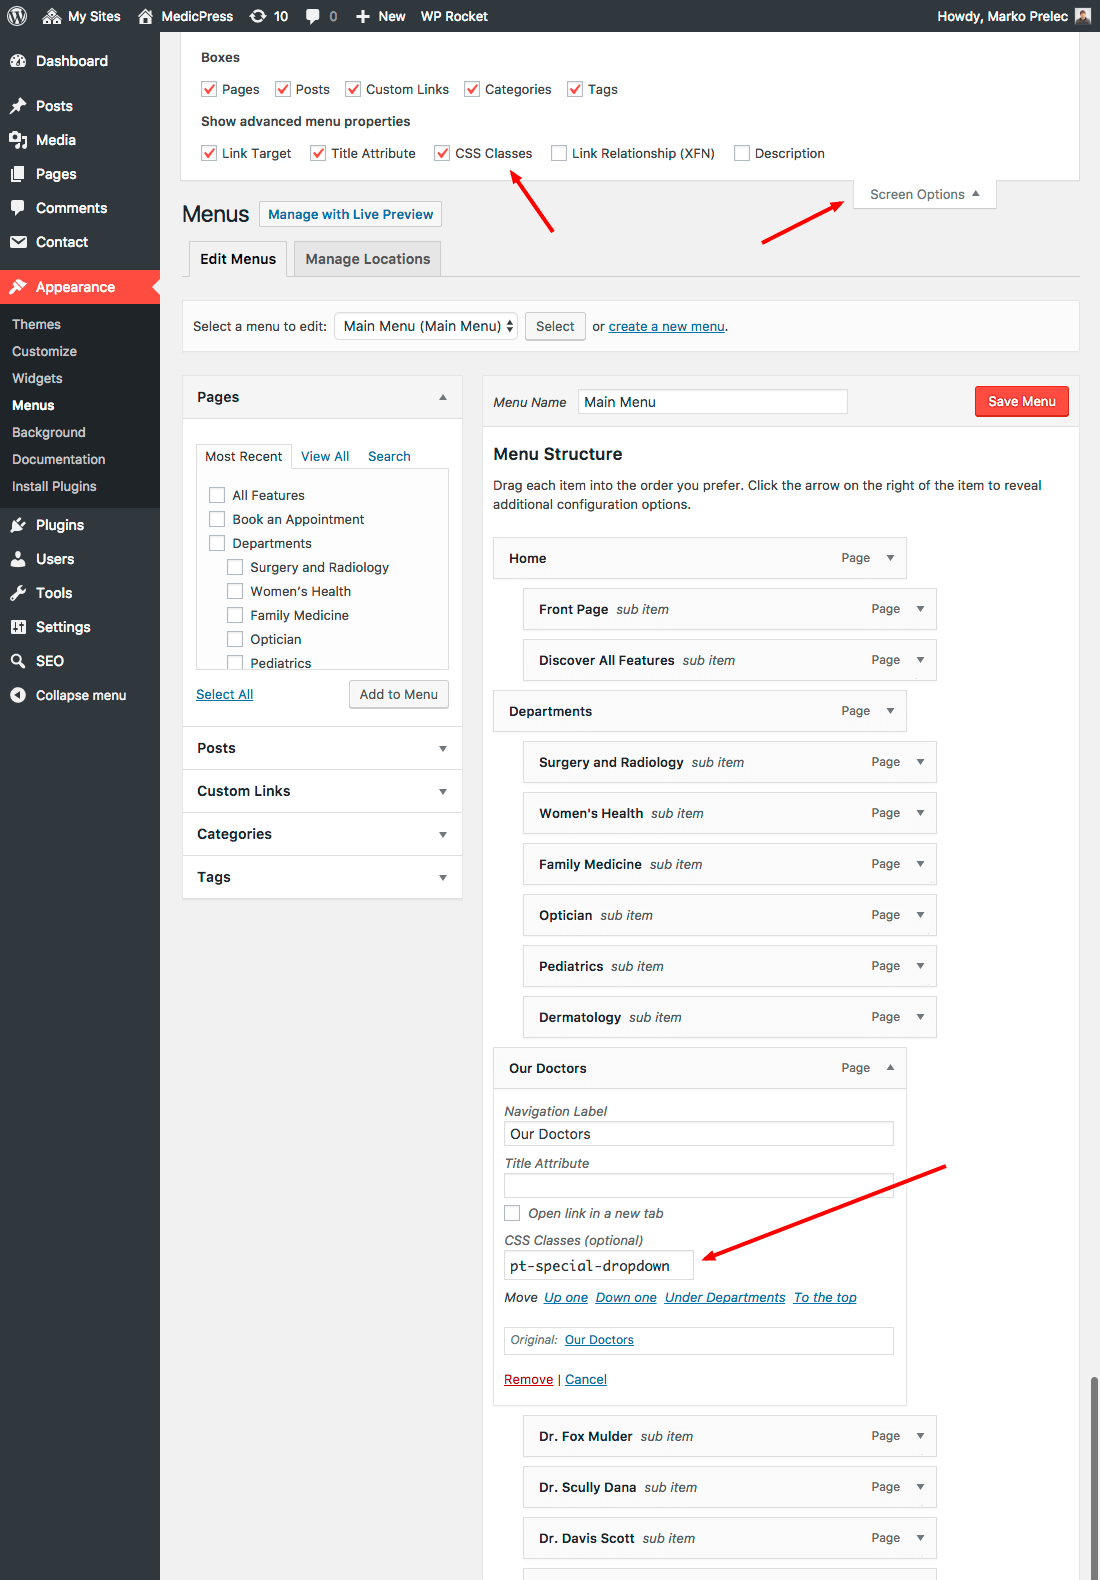 My Sites MedicPress 10 0 New WP Rocket Howdy, Marko Prelec
Dashboard
Posts
Media
Pages
Comments
Contact
Appearance
Themes
Customize
Widgets
Menus
Background
Documentation
Install Plugins
Plugins
Users
Tools
Settings
SEO
Collapse menu
Boxes
Pages Posts Custom Links Categories Tags
Show advanced menu properties
Link Target Title Attribute CSS Classes Link Relationship (XFN) Description
Screen Options
Menus Manage with Live Preview
Edit Menus Manage Locations
Select a menu to edit: Main Menu (Main Menu) Select or create a new menu.
Pages
Most Recent View All Search
All Features
Book an Appointment
Departments
Surgery and Radiology
Women’s Health
Family Medicine
Optician
Pediatrics
Select All Add to Menu
Posts
Custom Links
Categories
Tags
Menu Name Main Menu Save Menu
Menu Structure
Drag each item into the order you prefer. Click the arrow on the right of the item to reveal
additional configuration options.
Home Page
Front Page sub item Page
Discover All Features sub item Page
Departments Page
Surgery and Radiology sub item Page
Women's Health sub item Page
Family Medicine sub item Page
Optician sub item Page
Pediatrics sub item Page
Dermatology sub item Page
Our Doctors Page
Navigation Label
Our Doctors
Title Attribute
Open link in a new tab
CSS Classes (optional)
pt-special-dropdown
Move Up one Down one Under Departments To the top
Original: Our Doctors
Remove | Cancel
Dr. Fox Mulder sub item Page
Dr. Scully Dana sub item Page
Dr. Davis Scott sub item Page